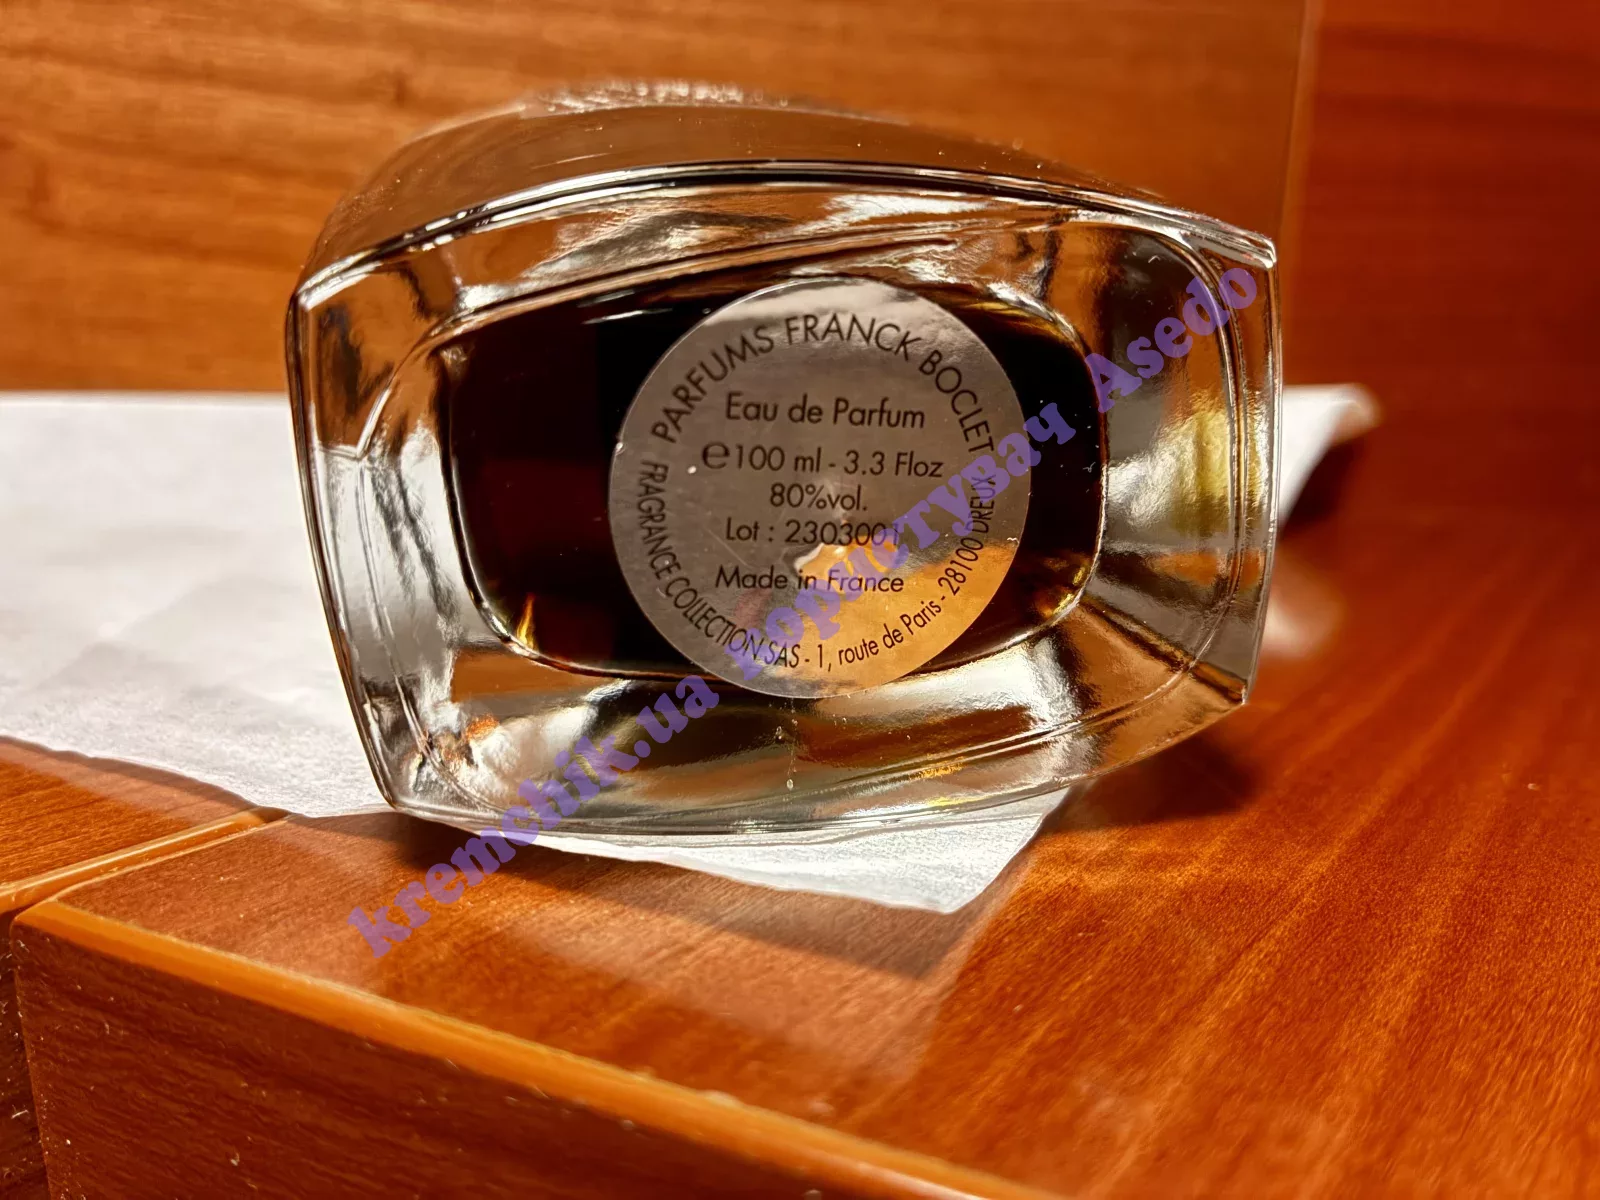 PARFUMS FRANCK BOCLET
Eau de Parfum
℮100 ml - 3.3 Floz
80%vol.
Lot : 2303001
Made in France
FRAGRANCE COLLECTION SAS - 1, route de Paris - 28100 DREUX
kremchik.ua Користувач Asedo